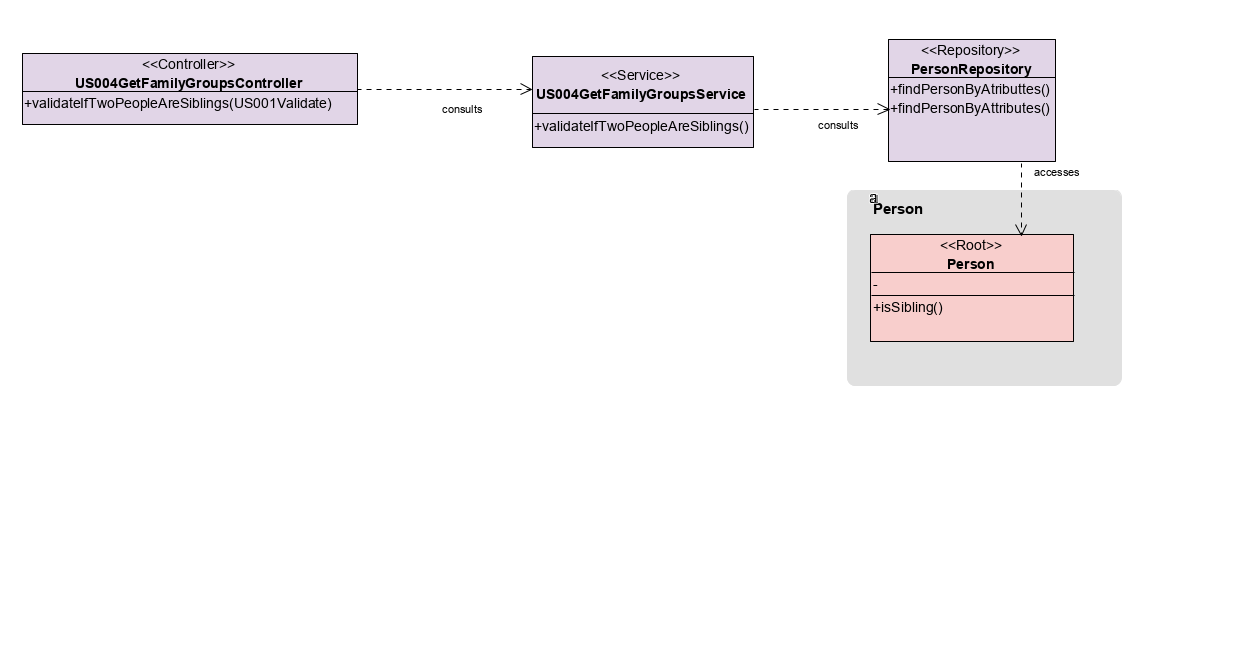 <<Controller>>
US004GetFamilyGroupsController
+validateIfTwoPeopleAreSiblings(US001Validate)
consults
<<Service>>
US004GetFamilyGroupsService
+validateIfTwoPeopleAreSiblings()
consults
<<Repository>>
PersonRepository
+findPersonByAtributtes()
+findPersonByAttributes()
accesses
a
Person
<<Root>>
Person
-
+isSibling()